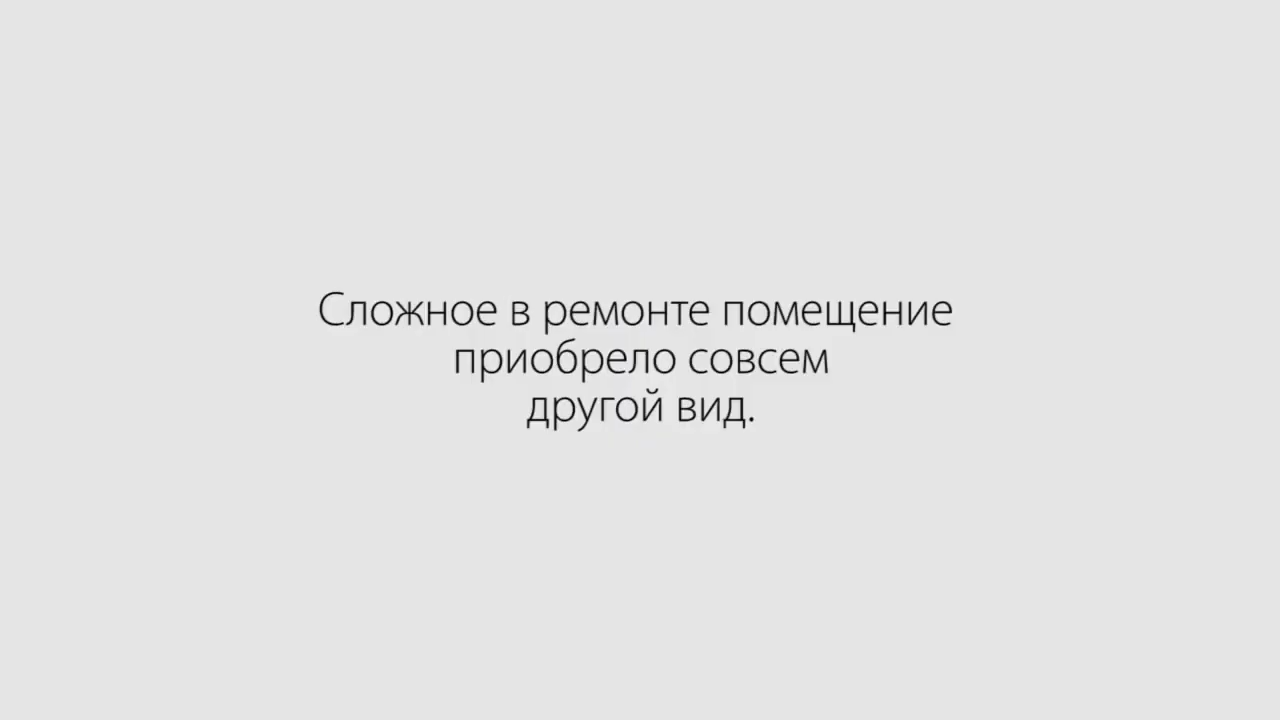 Сложное в ремонте помещение
приобрело совсем
другой вид.